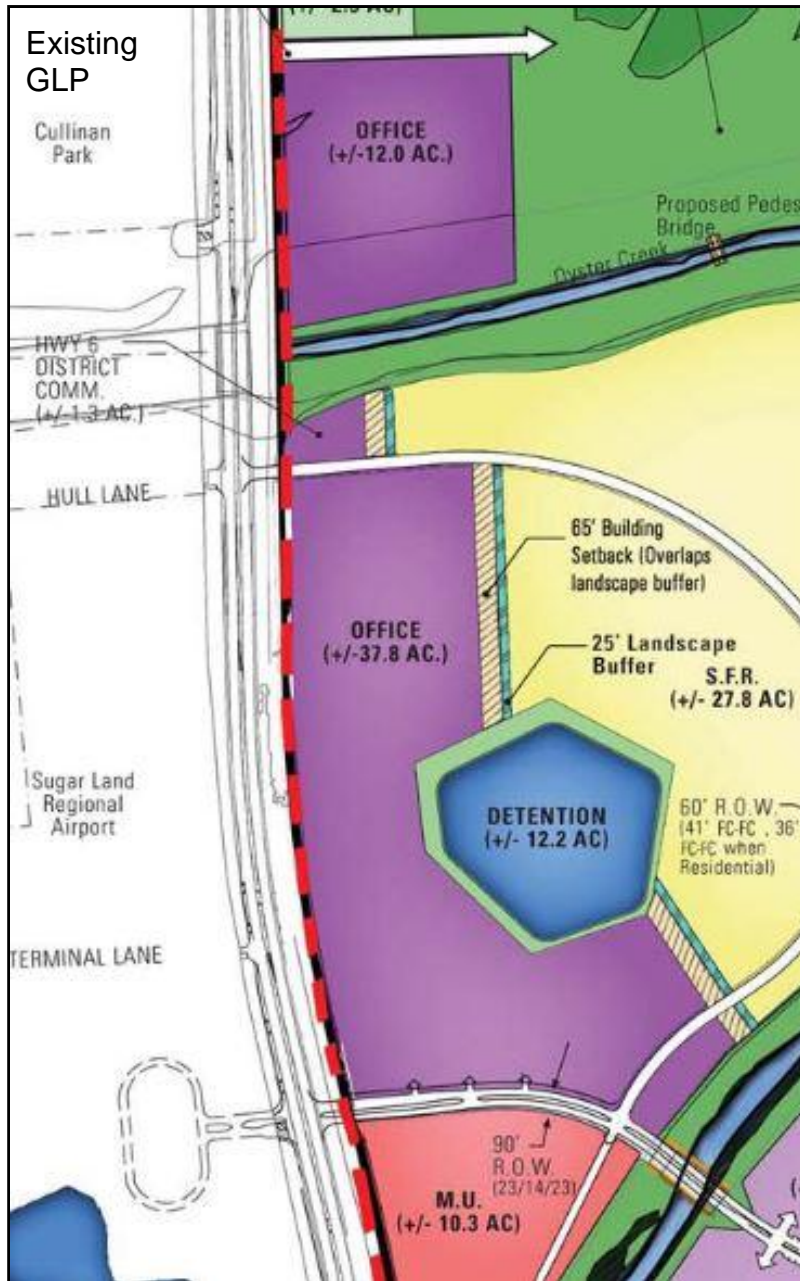 Existing
GLP
Cullinan
Park
OFFICE
(+/-12.0 AC.)
Proposed Pedes
Bridge
Oyster Creek
HWY 6
DISTRICT
COMM.
(+/-1.3 AC.)
HULL LANE
65' Building
Setback (Overlaps
landscape buffer)
OFFICE
(+/-37.8 AC.)
25' Landscape
Buffer
S.F.R.
(+/- 27.8 AC)
Sugar Land
Regional
Airport
DETENTION
(+/- 12.2 AC)
60' R.O.W.
(41' FC-FC , 36'
FC-FC when
Residential)
TERMINAL LANE
90'
R.O.W.
(23/14/23)
M.U.
(+/- 10.3 AC)